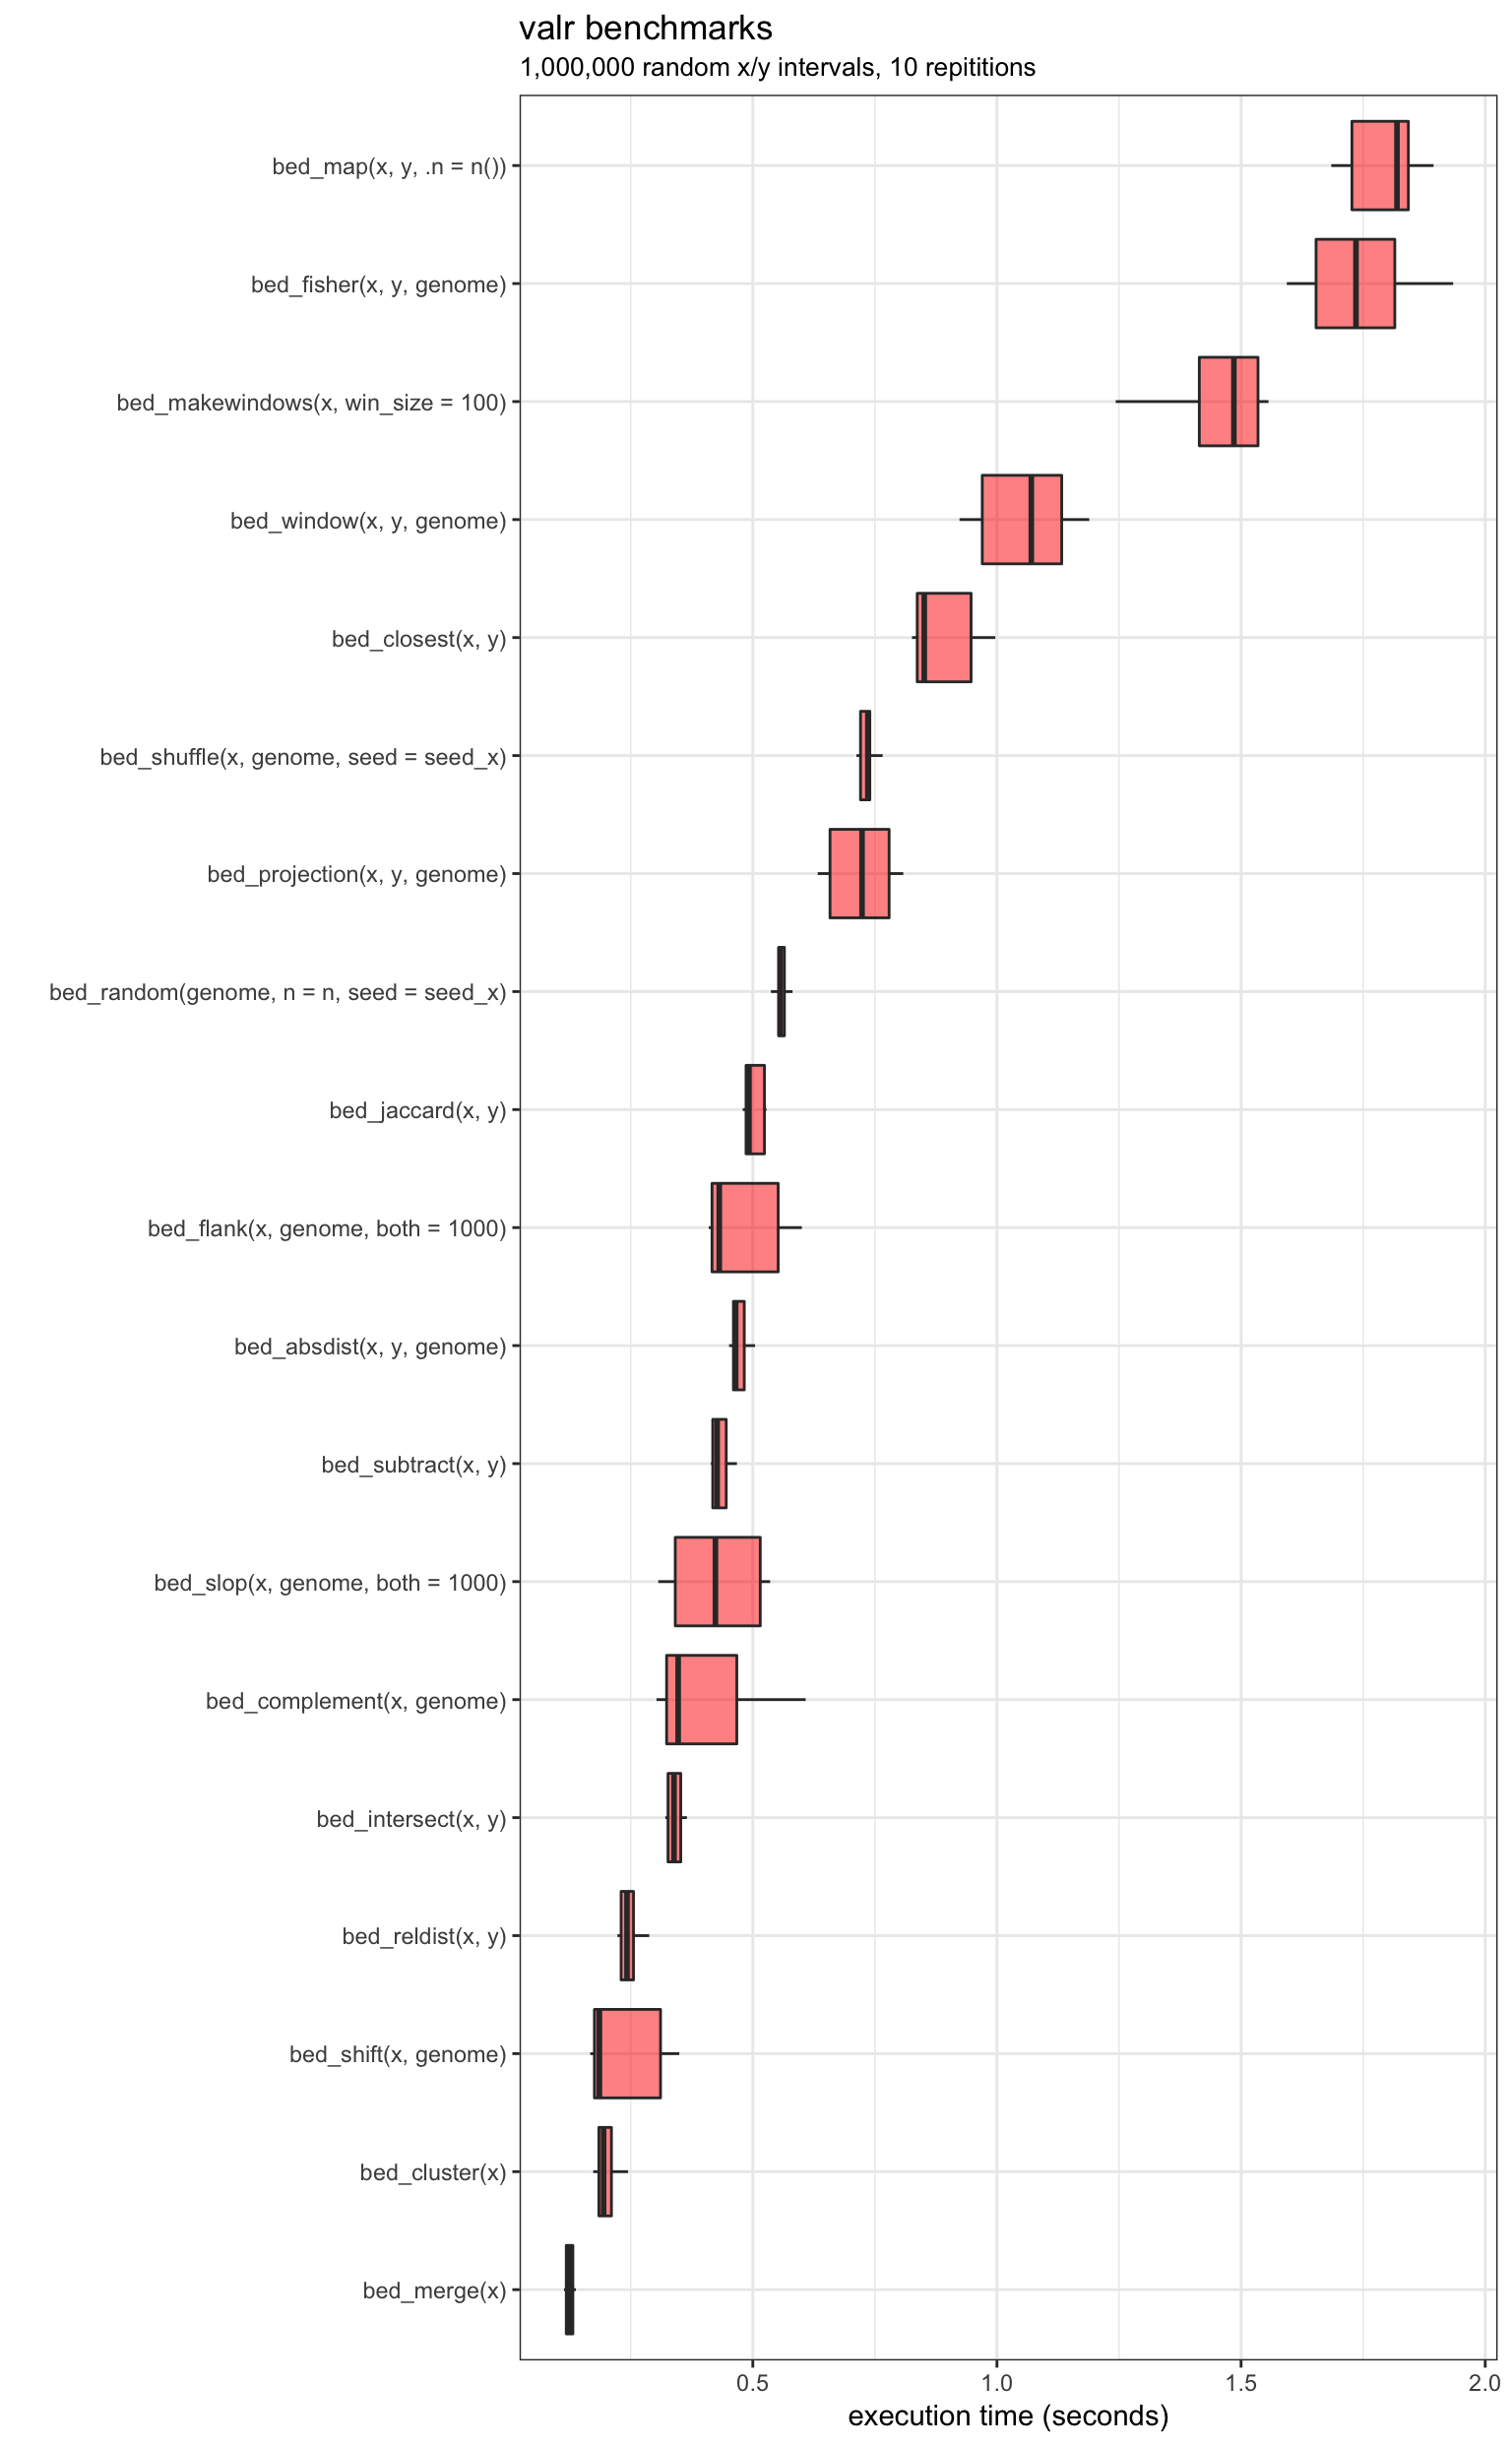 valr benchmarks
1,000,000 random x/y intervals, 10 repititions
bed_map(x, y, .n = n())
bed_fisher(x, y, genome)
bed_makewindows(x, win_size = 100)
bed_window(x, y, genome)
bed_closest(x, y)
bed_shuffle(x, genome, seed = seed_x)
bed_projection(x, y, genome)
bed_random(genome, n = n, seed = seed_x)
bed_jaccard(x, y)
bed_flank(x, genome, both = 1000)
bed_absdist(x, y, genome)
bed_subtract(x, y)
bed_slop(x, genome, both = 1000)
bed_complement(x, genome)
bed_intersect(x, y)
bed_reldist(x, y)
bed_shift(x, genome)
bed_cluster(x)
bed_merge(x)
0.5 1.0 1.5 2.0
execution time (seconds)